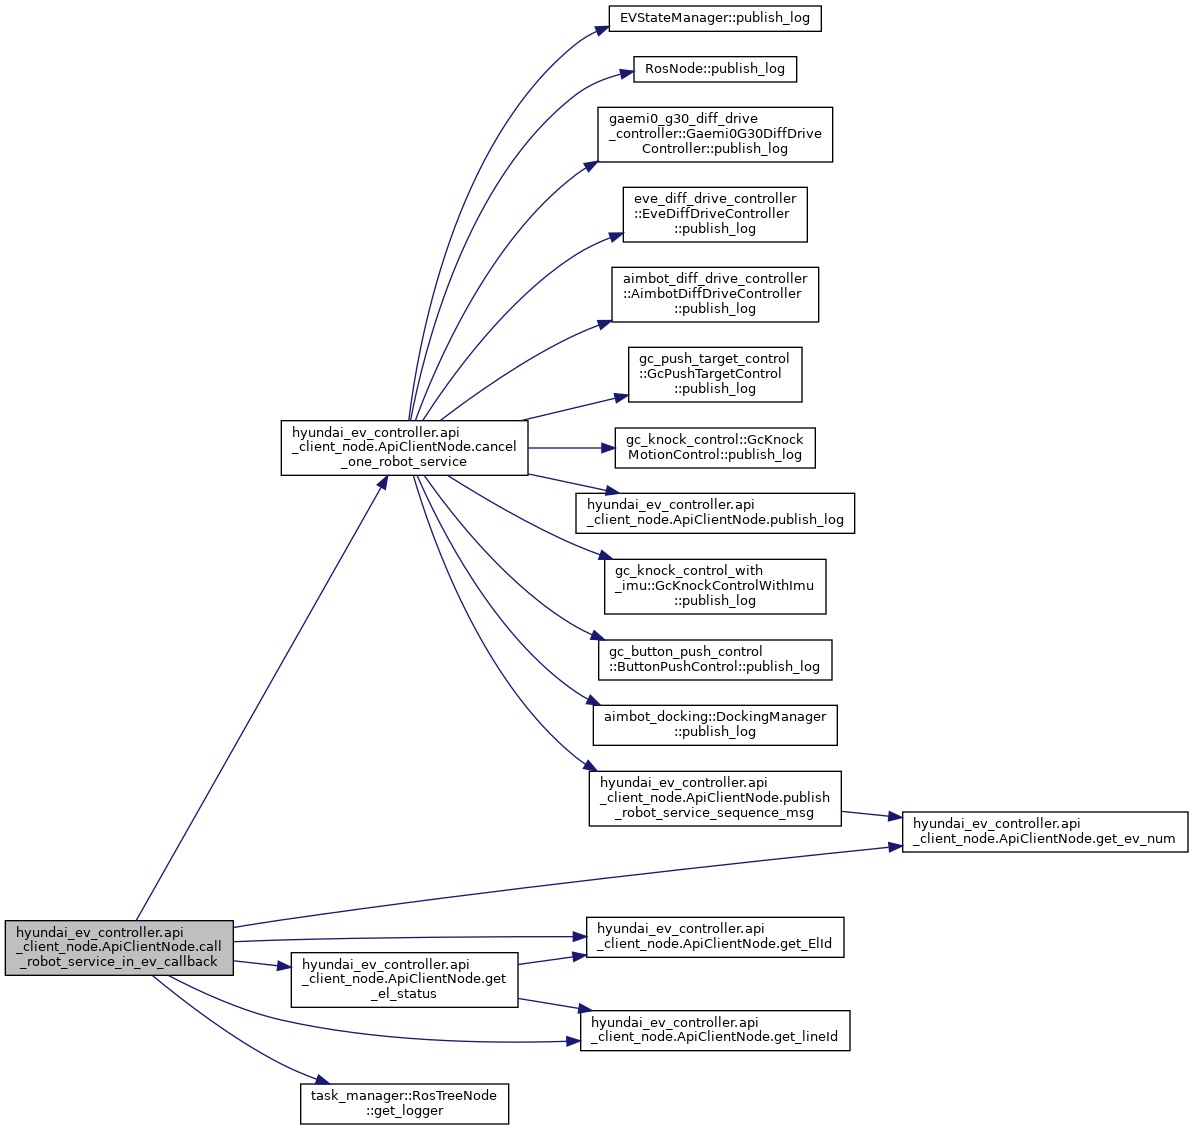 EVStateManager::publish_log
RosNode::publish_log
gaemi0_g30_diff_drive
_controller::Gaemi0G30DiffDrive
Controller::publish_log
eve_diff_drive_controller
::EveDiffDriveController
::publish_log
aimbot_diff_drive_controller
::AimbotDiffDriveController
::publish_log
gc_push_target_control
::GcPushTargetControl
::publish_log
hyundai_ev_controller.api
_client_node.ApiClientNode.cancel
_one_robot_service
gc_knock_control::GcKnock
MotionControl::publish_log
hyundai_ev_controller.api
_client_node.ApiClientNode.publish_log
gc_knock_control_with
_imu::GcKnockControlWithImu
::publish_log
gc_button_push_control
::ButtonPushControl::publish_log
aimbot_docking::DockingManager
::publish_log
hyundai_ev_controller.api
_client_node.ApiClientNode.publish
_robot_service_sequence_msg
hyundai_ev_controller.api
_client_node.ApiClientNode.get_ev_num
hyundai_ev_controller.api
_client_node.ApiClientNode.call
_robot_service_in_ev_callback
hyundai_ev_controller.api
_client_node.ApiClientNode.get_ElId
hyundai_ev_controller.api
_client_node.ApiClientNode.get
_el_status
hyundai_ev_controller.api
_client_node.ApiClientNode.get_lineId
task_manager::RosTreeNode
::get_logger